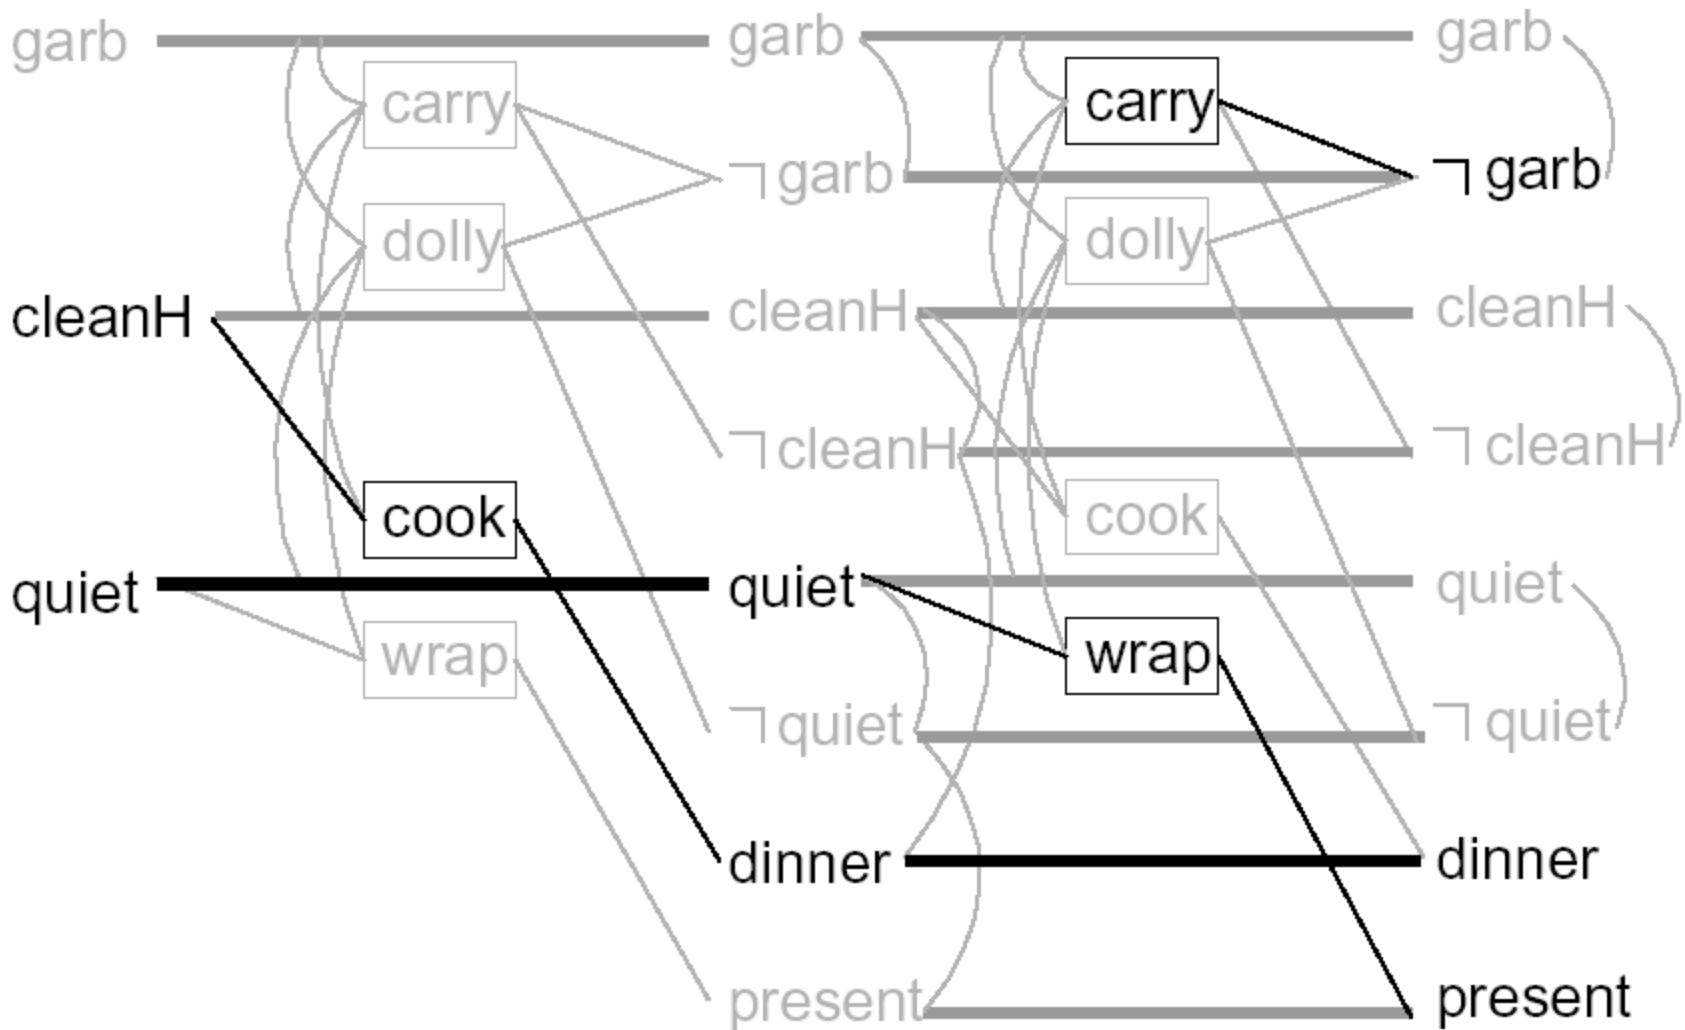 garb garb garb
carry carry
¬ garb ¬ garb
dolly dolly
cleanH cleanH cleanH
¬ cleanH ¬ cleanH
cook cook
quiet quiet quiet
wrap wrap
¬ quiet ¬ quiet
dinner dinner
present present